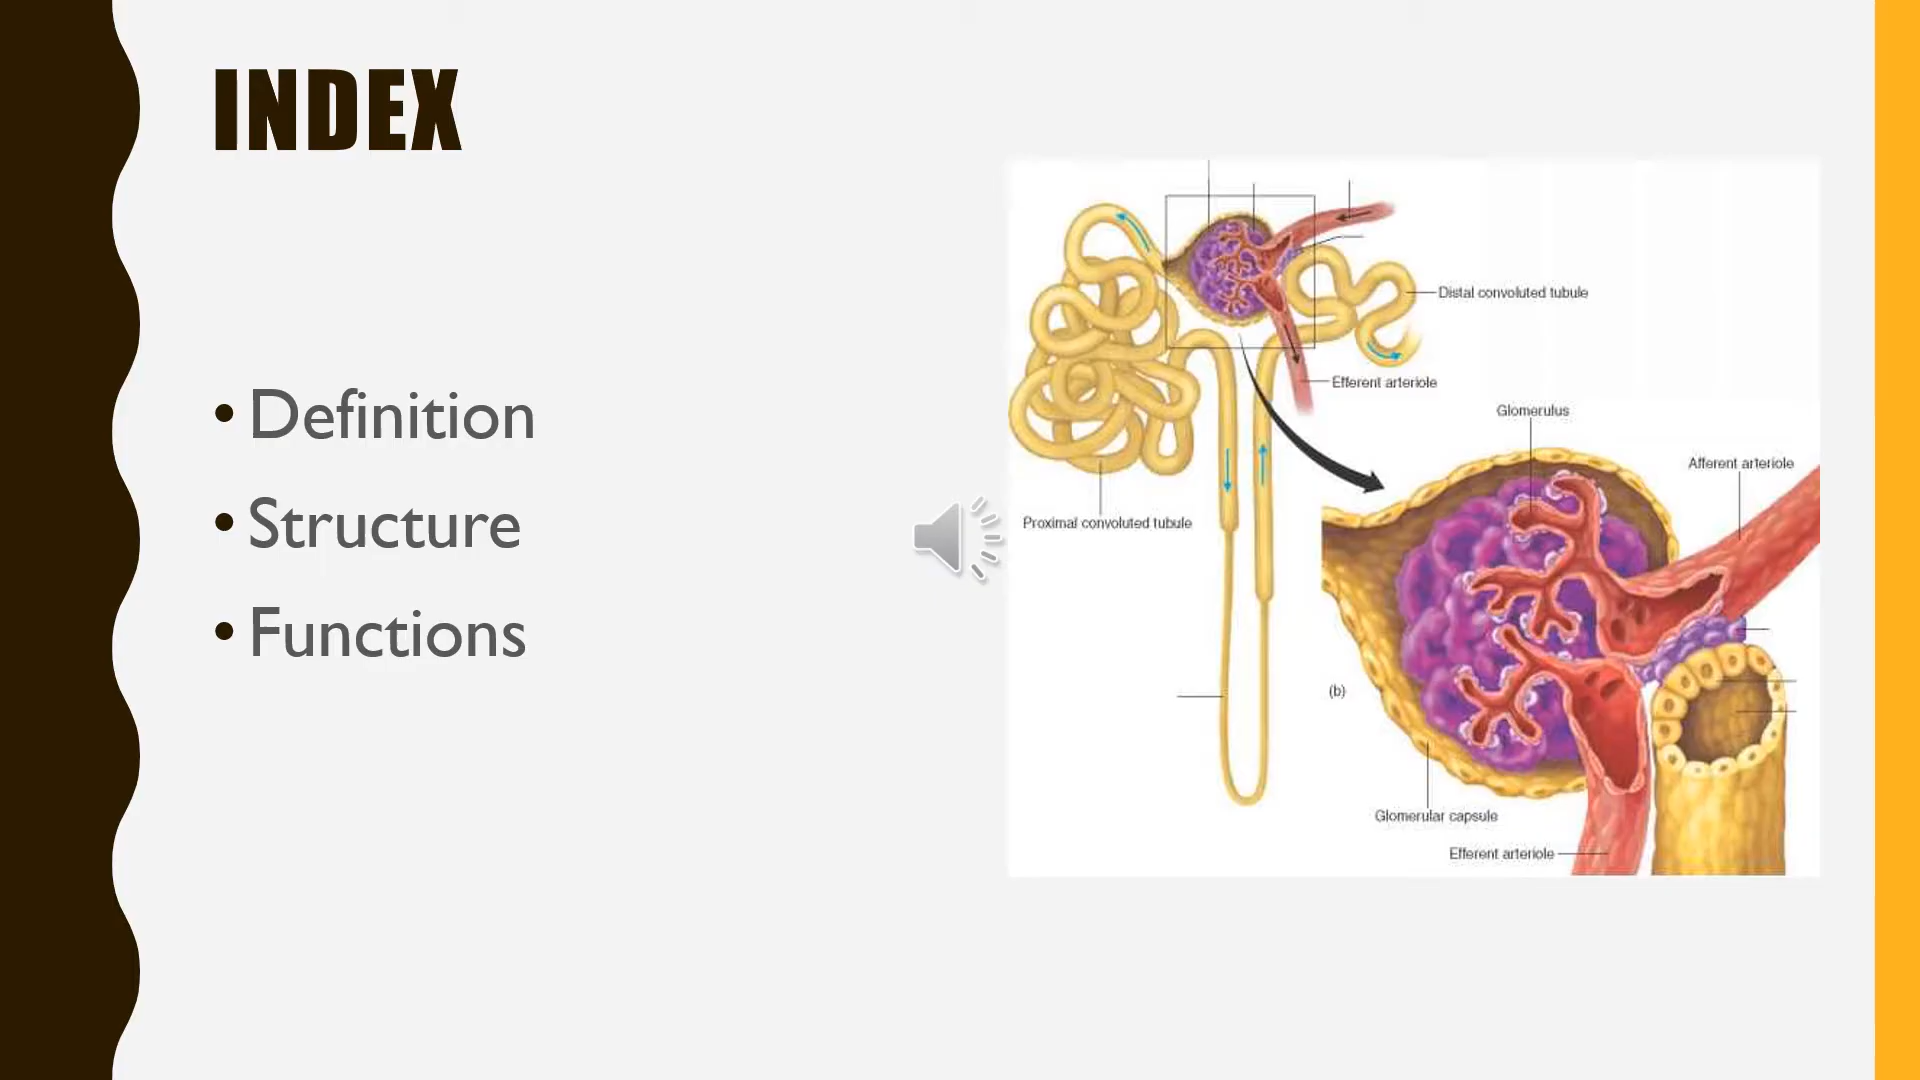 INDEX
• Definition
• Structure
• Functions
Distal convoluted tubule
Efferent arteriole
Glomerulus
Afferent arteriole
Proximal convoluted tubule
(b)
Glomerular capsule
Efferent arteriole